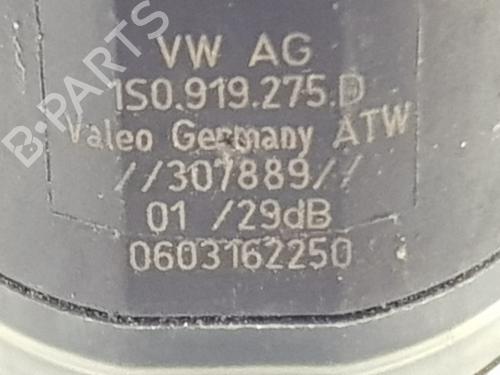 VW AG
1S0.919.275.D
Valeo Germany ATW
//307889//
01 /29dB
0603162250
B-PARTS